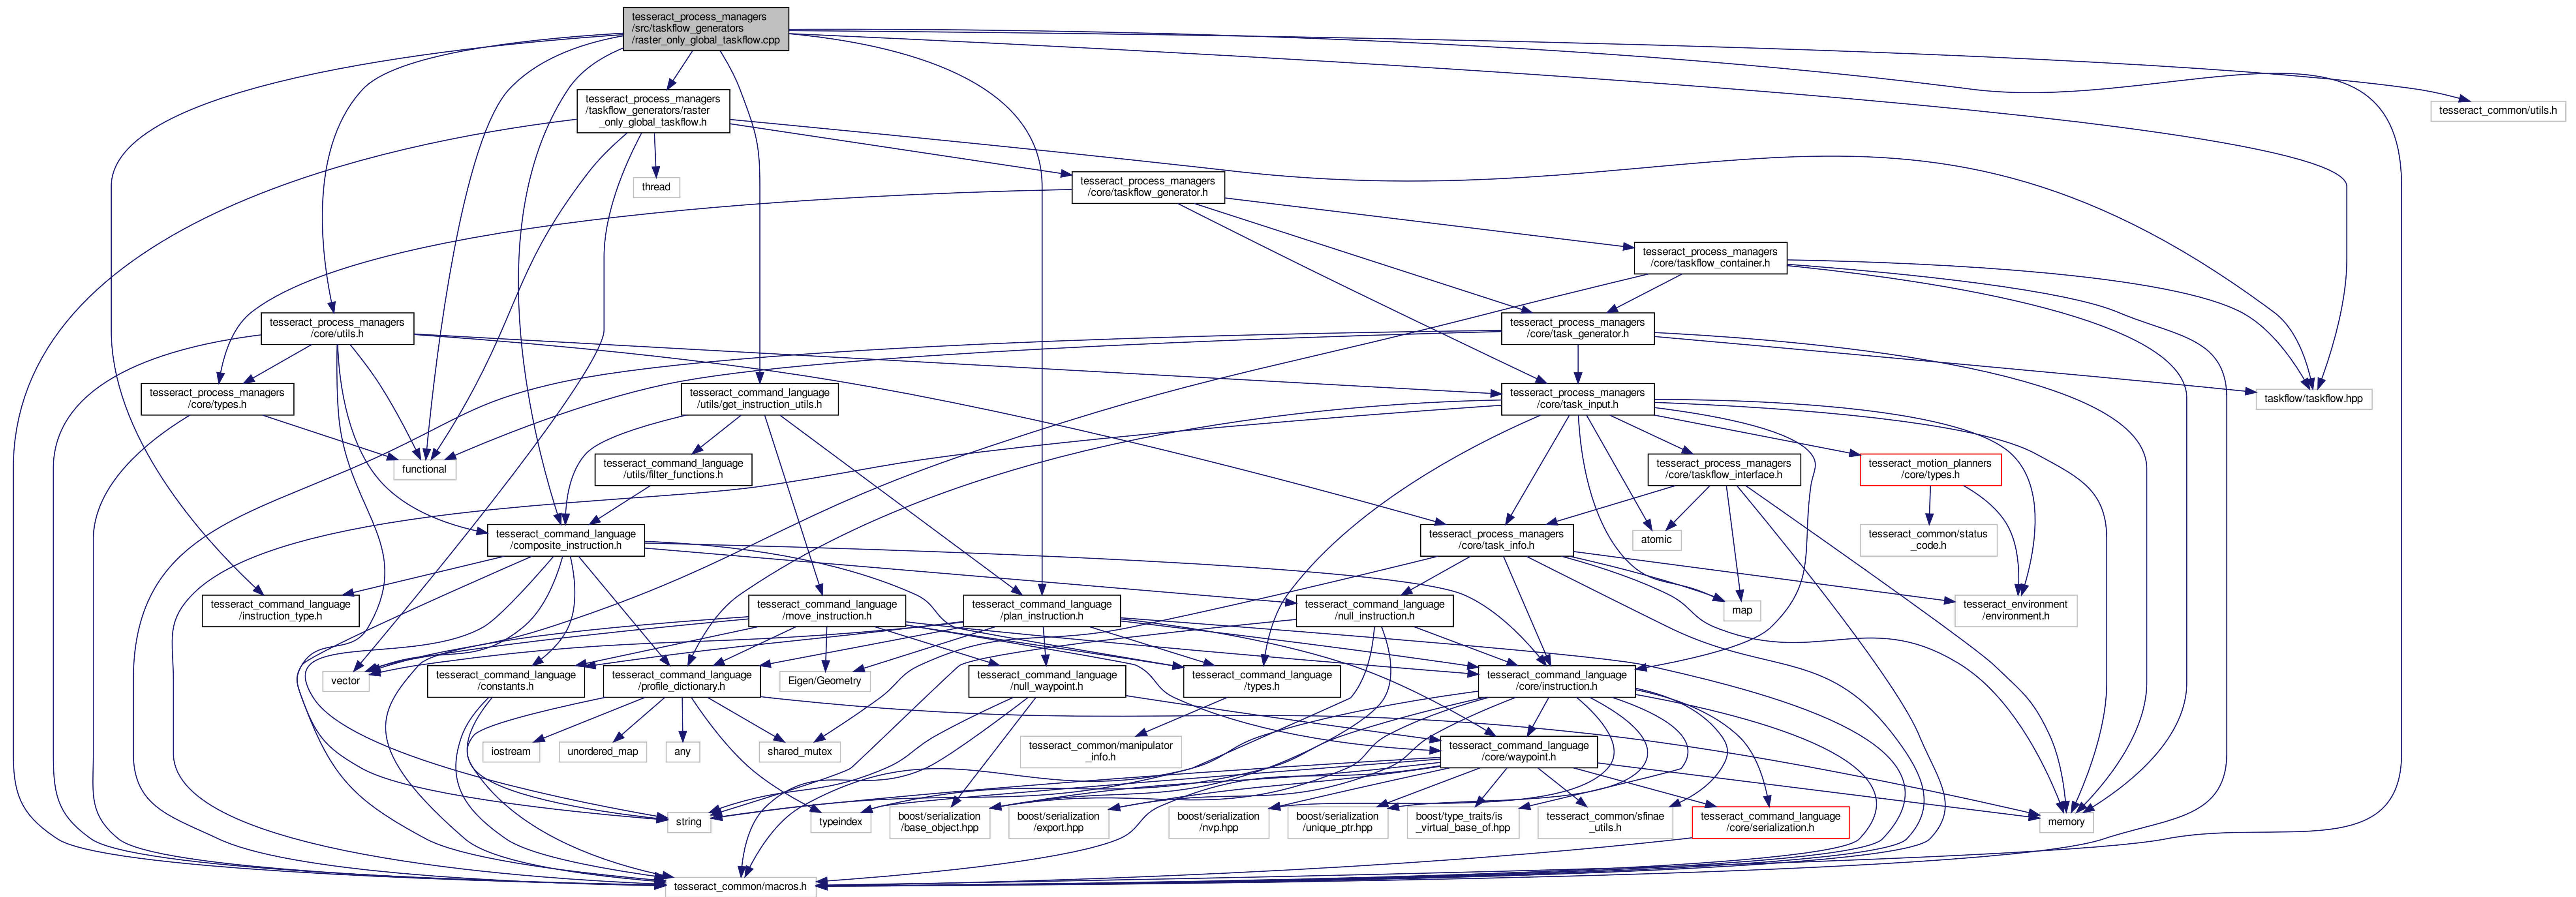 tesseract_process_managers
/src/taskflow_generators
/raster_only_global_taskflow.cpp
tesseract_process_managers
/taskflow_generators/raster
_only_global_taskflow.h
tesseract_common/utils.h
thread
tesseract_process_managers
/core/taskflow_generator.h
tesseract_process_managers
/core/taskflow_container.h
tesseract_process_managers
/core/utils.h
tesseract_process_managers
/core/task_generator.h
tesseract_process_managers
/core/types.h
tesseract_command_language
/utils/get_instruction_utils.h
tesseract_process_managers
/core/task_input.h
taskflow/taskflow.hpp
functional
tesseract_command_language
/utils/filter_functions.h
tesseract_process_managers
/core/taskflow_interface.h
tesseract_motion_planners
/core/types.h
tesseract_command_language
/composite_instruction.h
tesseract_process_managers
/core/task_info.h
atomic
tesseract_common/status
_code.h
tesseract_command_language
/instruction_type.h
tesseract_command_language
/move_instruction.h
tesseract_command_language
/plan_instruction.h
tesseract_command_language
/null_instruction.h
map
tesseract_environment
/environment.h
vector
tesseract_command_language
/constants.h
tesseract_command_language
/profile_dictionary.h
Eigen/Geometry
tesseract_command_language
/null_waypoint.h
tesseract_command_language
/types.h
tesseract_command_language
/core/instruction.h
iostream
unordered_map
any
shared_mutex
tesseract_common/manipulator
_info.h
tesseract_command_language
/core/waypoint.h
string
typeindex
boost/serialization
/base_object.hpp
boost/serialization
/export.hpp
boost/serialization
/nvp.hpp
boost/serialization
/unique_ptr.hpp
boost/type_traits/is
_virtual_base_of.hpp
tesseract_common/sfinae
_utils.h
tesseract_command_language
/core/serialization.h
memory
tesseract_common/macros.h